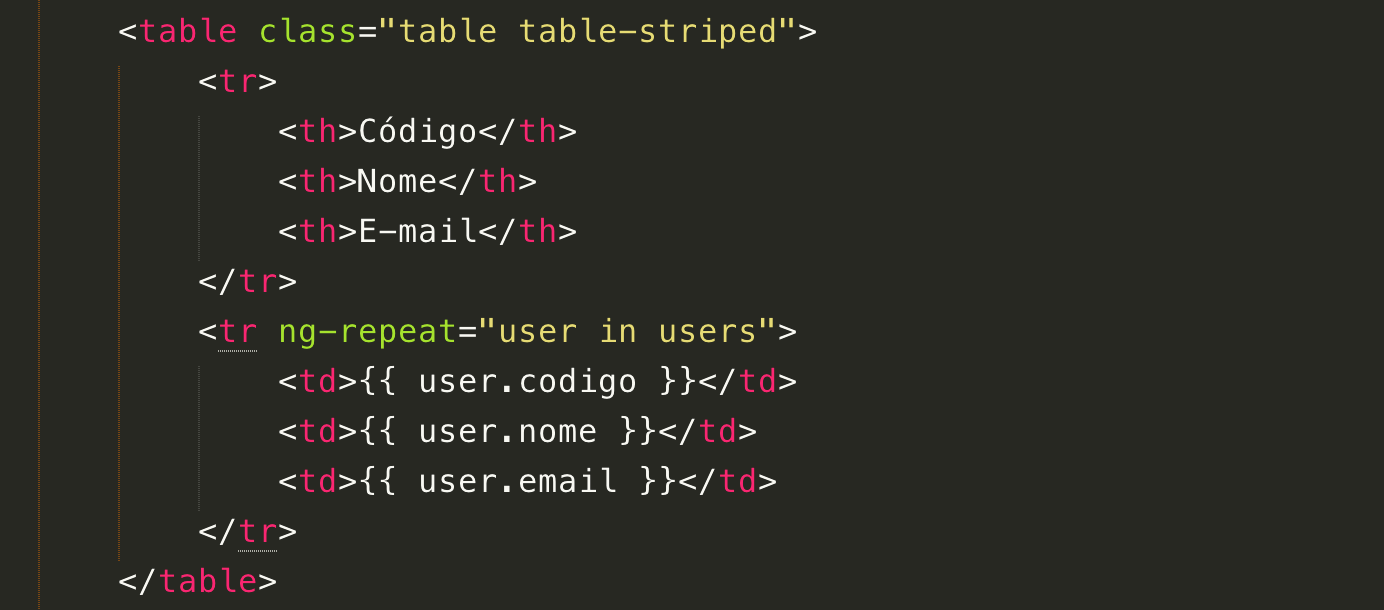 <table class="table table-striped">
<tr>
<th>Código</th>
<th>Nome</th>
<th>E-mail</th>
</tr>
<tr ng-repeat="user in users">
<td>{{ user.codigo }}</td>
<td>{{ user.nome }}</td>
<td>{{ user.email }}</td>
</tr>
</table>